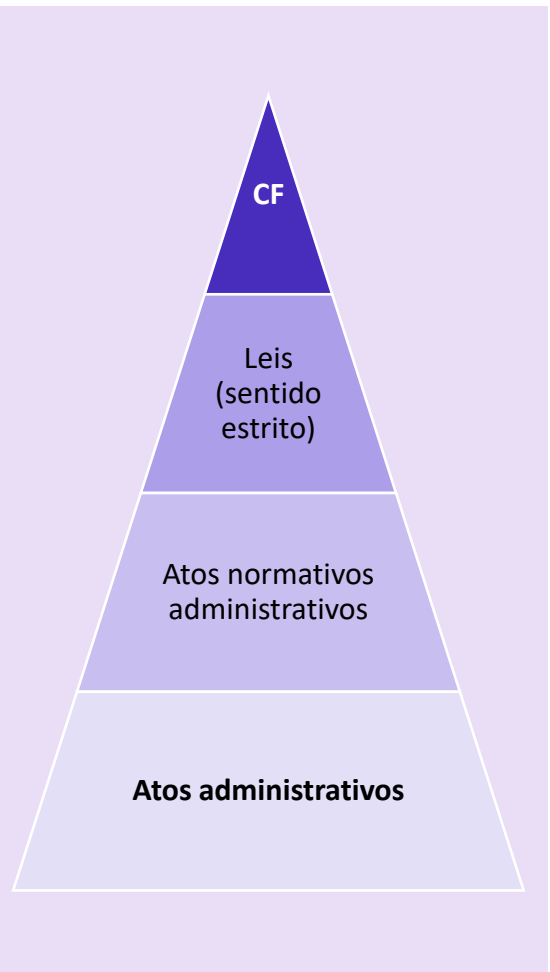 CF
Leis
(sentido
estrito)
Atos normativos
administrativos
Atos administrativos